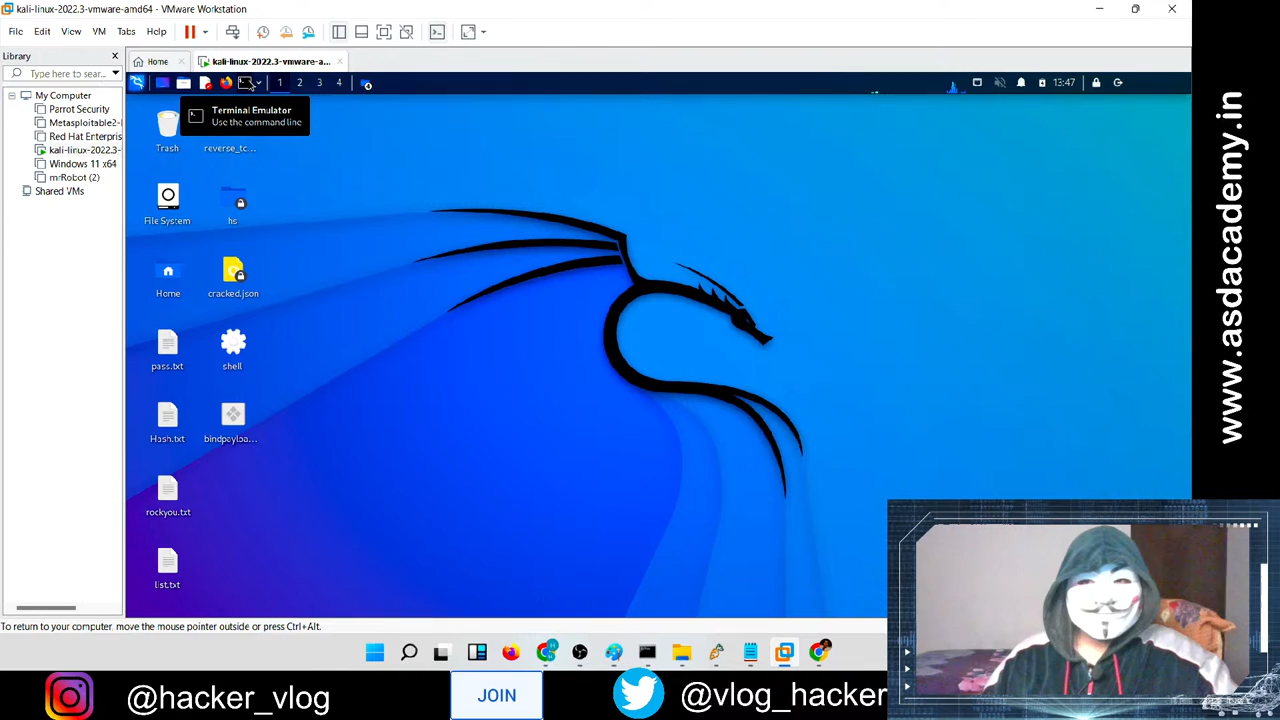 kali-linux-2022.3-vmware-amd64 - VMware Workstation
File Edit View VM Tabs Help
Library
Type here to sear...
Home
kali-linux-2022.3-vmware-a...
My Computer
Parrot Security
Metasploitable2-l
Red Hat Enterpris
kali-linux-2022.3-
Windows 11 x64
mrRobot (2)
Shared VMs
1 2 3 4
13:47
Terminal Emulator
Use the command line
Trash
reverse_tc...
File System
hs
Home
cracked.json
pass.txt
shell
Hash.txt
bindpayloa...
rockyou.txt
list.txt
To return to your computer, move the mouse pointer outside or press Ctrl+Alt.
@hacker_vlog
JOIN
@vlog_hacker
www.asdacademy.in